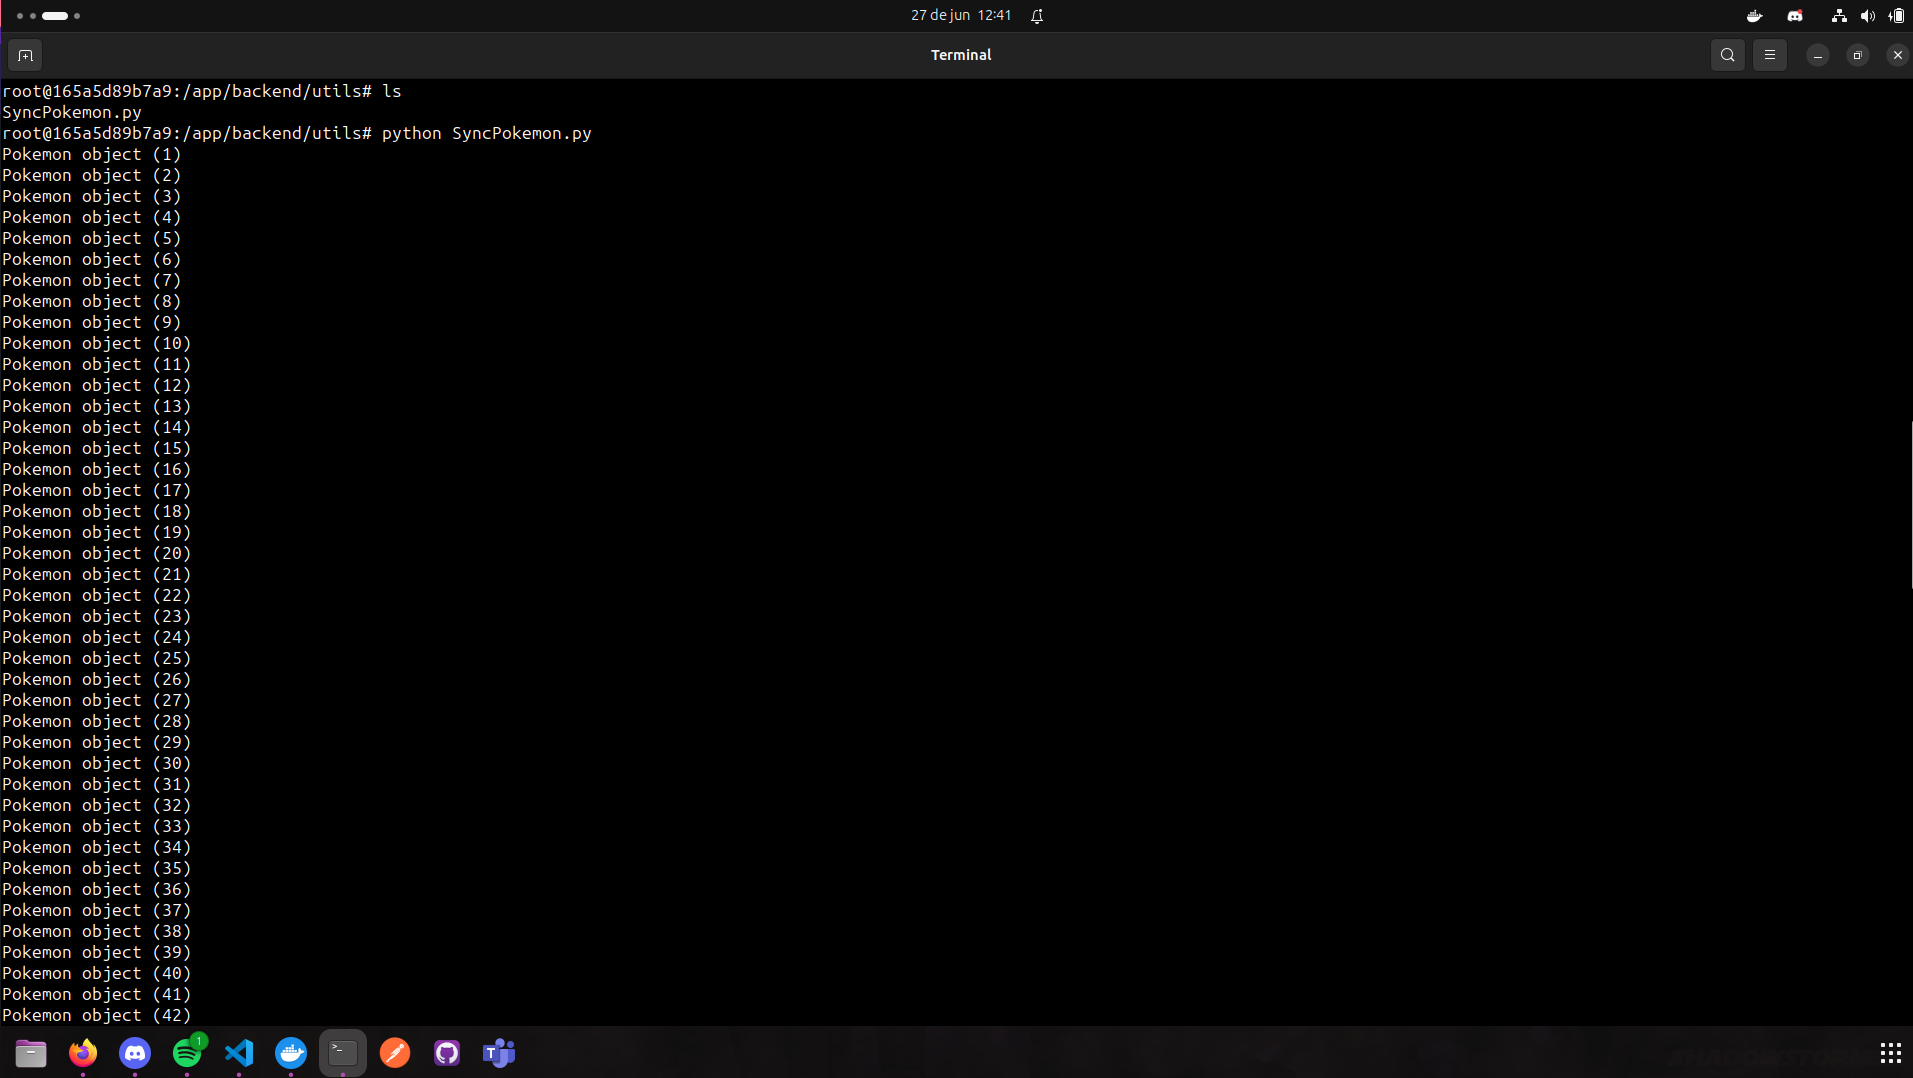 27 de jun 12:41
Terminal
root@165a5d89b7a9:/app/backend/utils# ls
SyncPokemon.py
root@165a5d89b7a9:/app/backend/utils# python SyncPokemon.py
Pokemon object (1)
Pokemon object (2)
Pokemon object (3)
Pokemon object (4)
Pokemon object (5)
Pokemon object (6)
Pokemon object (7)
Pokemon object (8)
Pokemon object (9)
Pokemon object (10)
Pokemon object (11)
Pokemon object (12)
Pokemon object (13)
Pokemon object (14)
Pokemon object (15)
Pokemon object (16)
Pokemon object (17)
Pokemon object (18)
Pokemon object (19)
Pokemon object (20)
Pokemon object (21)
Pokemon object (22)
Pokemon object (23)
Pokemon object (24)
Pokemon object (25)
Pokemon object (26)
Pokemon object (27)
Pokemon object (28)
Pokemon object (29)
Pokemon object (30)
Pokemon object (31)
Pokemon object (32)
Pokemon object (33)
Pokemon object (34)
Pokemon object (35)
Pokemon object (36)
Pokemon object (37)
Pokemon object (38)
Pokemon object (39)
Pokemon object (40)
Pokemon object (41)
Pokemon object (42)
1
T